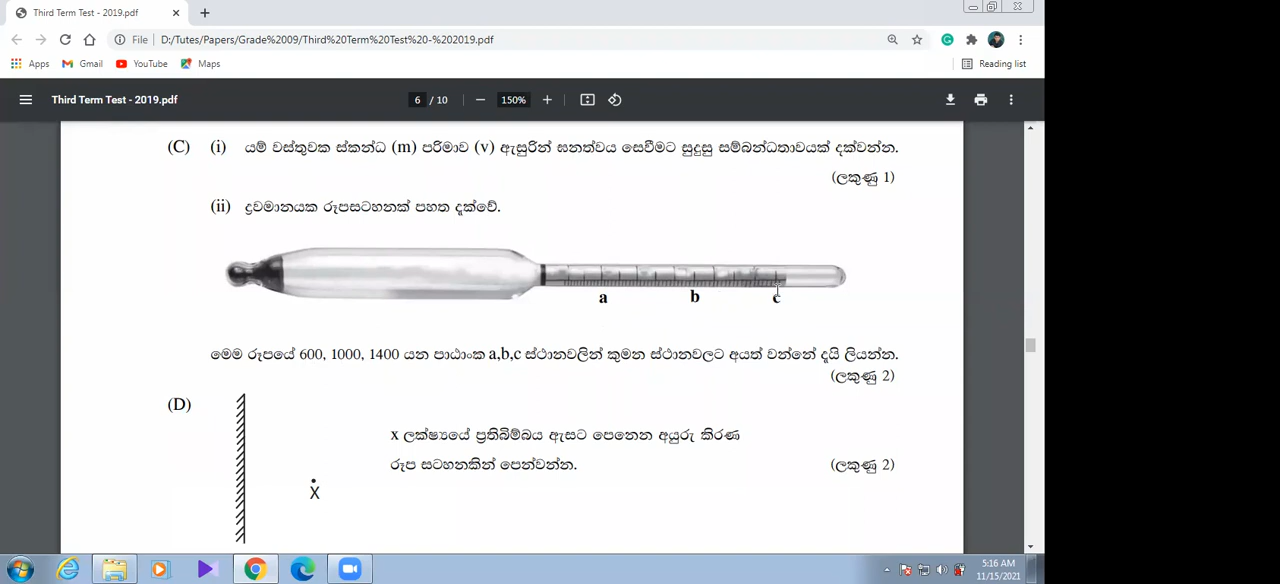 Third Term Test - 2019.pdf
File D:/Tutes/Papers/Grade%2009/Third%20Term%20Test%20-%202019.pdf
Apps Gmail YouTube Maps Reading list
Third Term Test - 2019.pdf 6 / 10 150%
(C) (i) යම් වස්තුවක ස්කන්ධ (m) පරිමාව (v) ඇසුරින් ඝනත්වය සෙවීමට සුදුසු සම්බන්ධතාවයක් දක්වන්න.
(ලකුණු 1)
(ii) ද්‍රවමානයක රූපසටහනක් පහත දැක්වේ.
a b c
මෙම රූපයේ 600, 1000, 1400 යන පාඨාංක a,b,c ස්ථානවලින් කුමන ස්ථානවලට අයත් වන්නේ දැයි ලියන්න.
(ලකුණු 2)
(D)
x ලක්ෂ්‍යයේ ප්‍රතිබිම්බය ඇසට පෙනෙන අයුරු කිරණ
රූප සටහනකින් පෙන්වන්න. (ලකුණු 2)
X
5:16 AM
11/15/2021